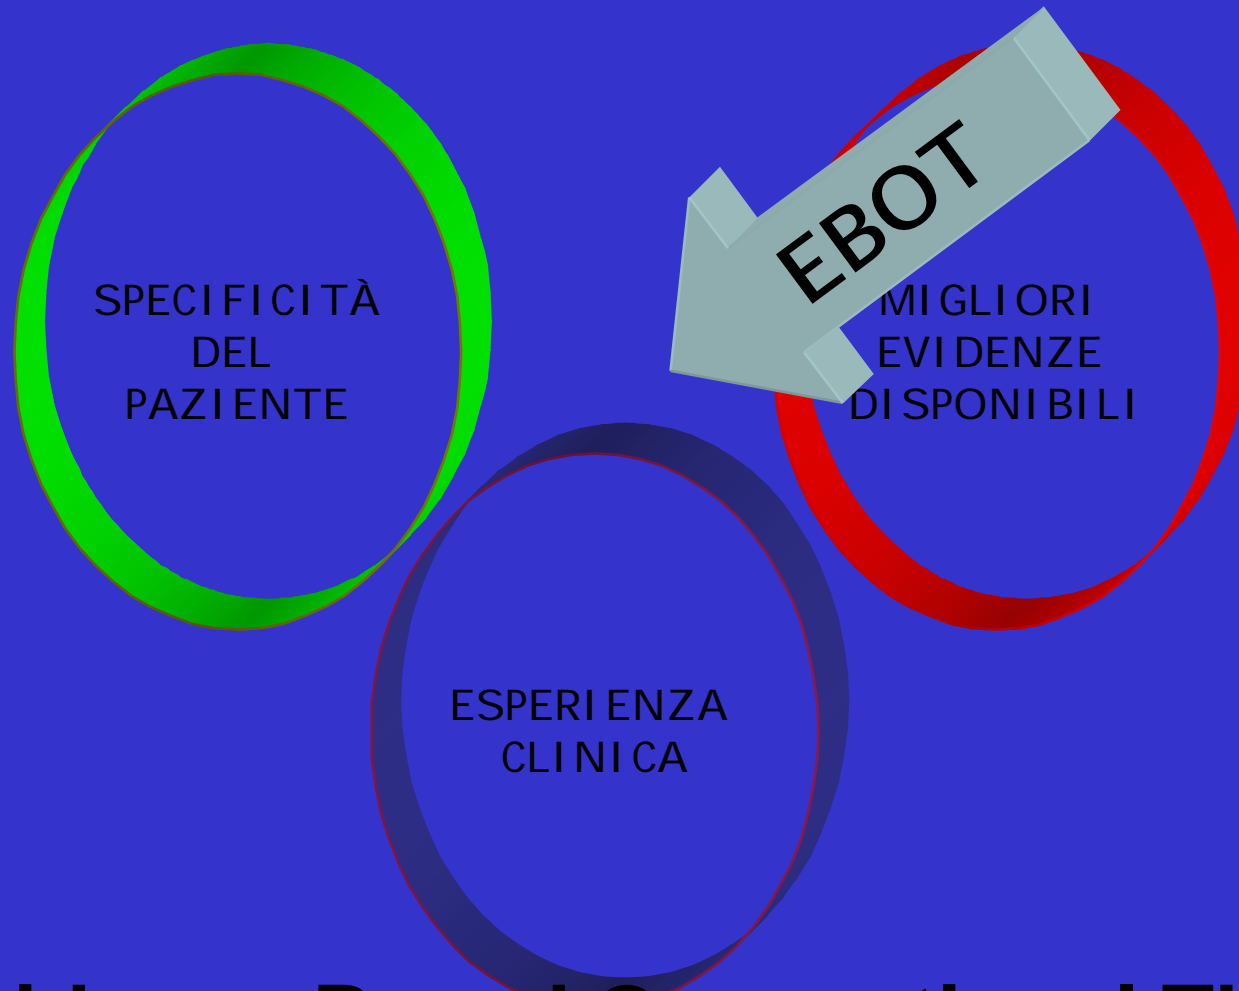 EBOT
SPECIFICITÀ
DEL
PAZIENTE
MIGLIORI
EVIDENZE
DISPONIBILI
ESPERIENZA
CLINICA